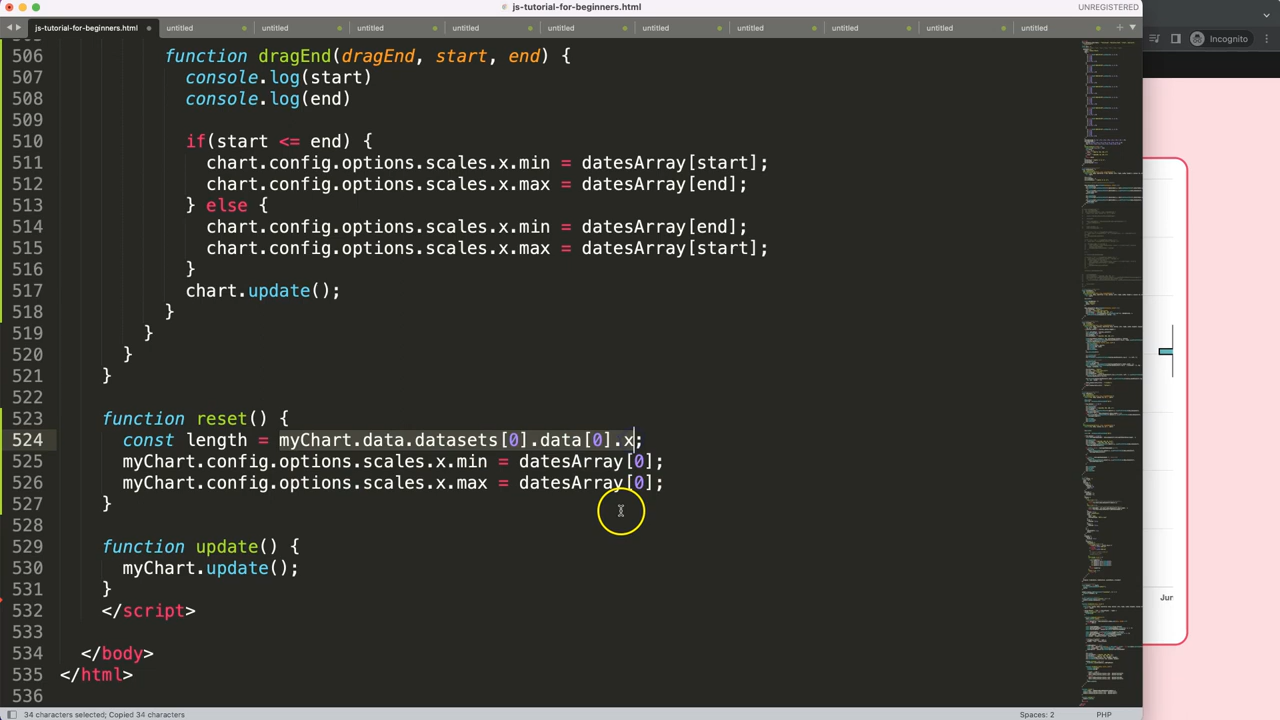 js-tutorial-for-beginners.html
UNREGISTERED
js-tutorial-for-beginners.html untitled untitled untitled untitled untitled untitled untitled untitled untitled untitled
Incognito
506 function dragEnd(dragEnd, start, end) {
507 console.log(start)
508 console.log(end)
509
510 if(start <= end) {
511 chart.config.options.scales.x.min = datesArray[start];
512 chart.config.options.scales.x.max = datesArray[end];
513 } else {
514 chart.config.options.scales.x.min = datesArray[end];
515 chart.config.options.scales.x.max = datesArray[start];
516 }
517 chart.update();
518 }
519 }
520 }
521 }
522
523 function reset() {
524 const length = myChart.data.datasets[0].data[0].x;
525 myChart.config.options.scales.x.min = datesArray[0];
526 myChart.config.options.scales.x.max = datesArray[0];
527 }
528
529 function update() {
530 myChart.update();
531 }
532 </script>
533
534 </body>
535 </html>
536
Jun
34 characters selected; Copied 34 characters
Spaces: 2
PHP